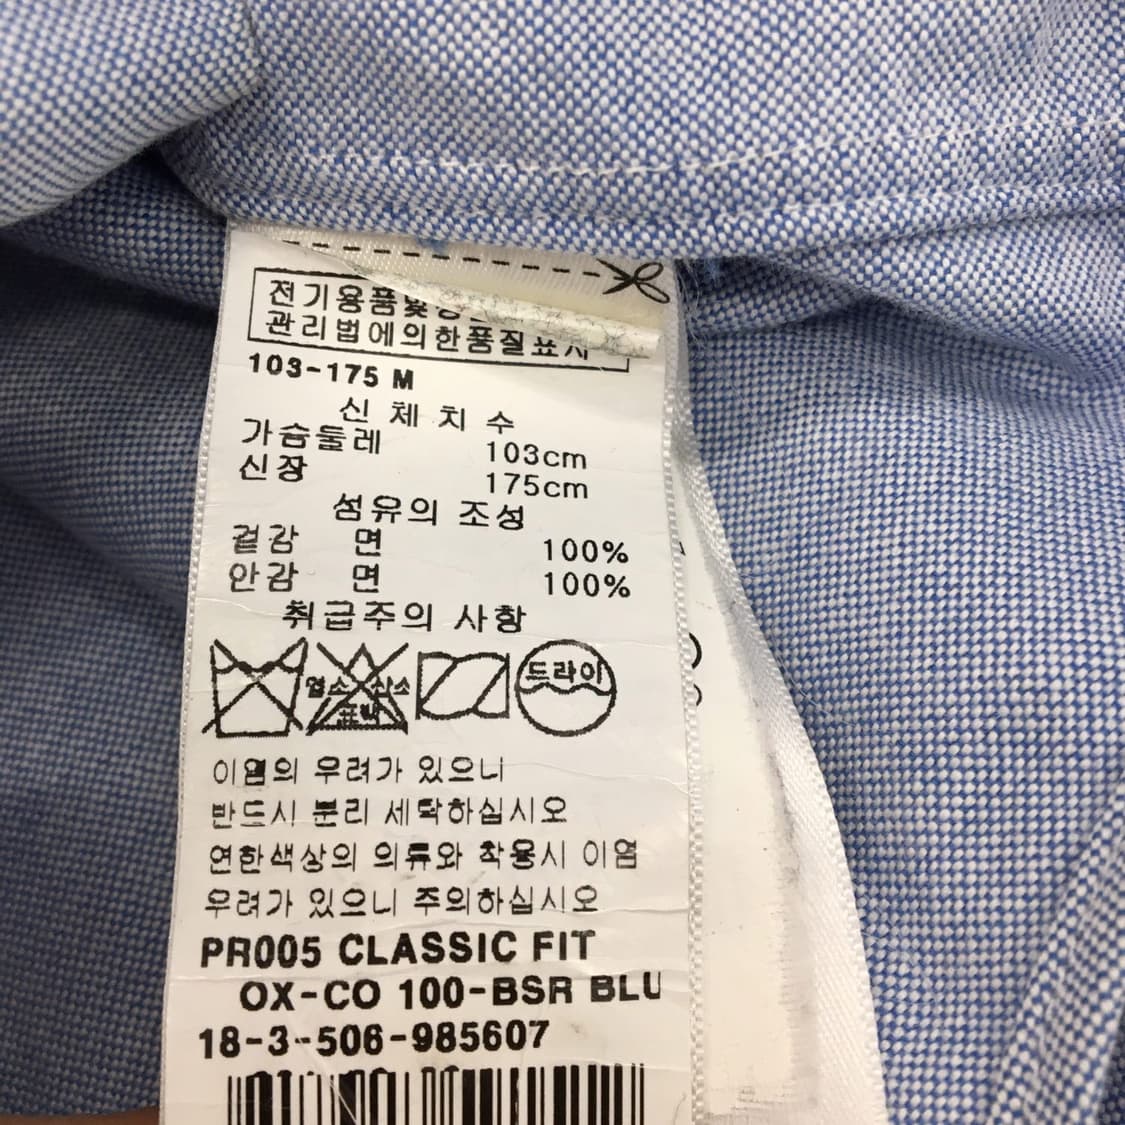 전기용품및
관리법에의한품질표시
103-175 M
신 체 치 수
가슴둘레 103cm
신장 175cm
섬유의 조성
겉감 면 100%
안감 면 100%
취급주의 사항
염소 산소
표백
드라이
이염의 우려가 있으니
반드시 분리 세탁하십시오
연한색상의 의류와 착용시 이염
우려가 있으니 주의하십시오
PR005 CLASSIC FIT
OX-CO 100-BSR BLU
18-3-506-985607